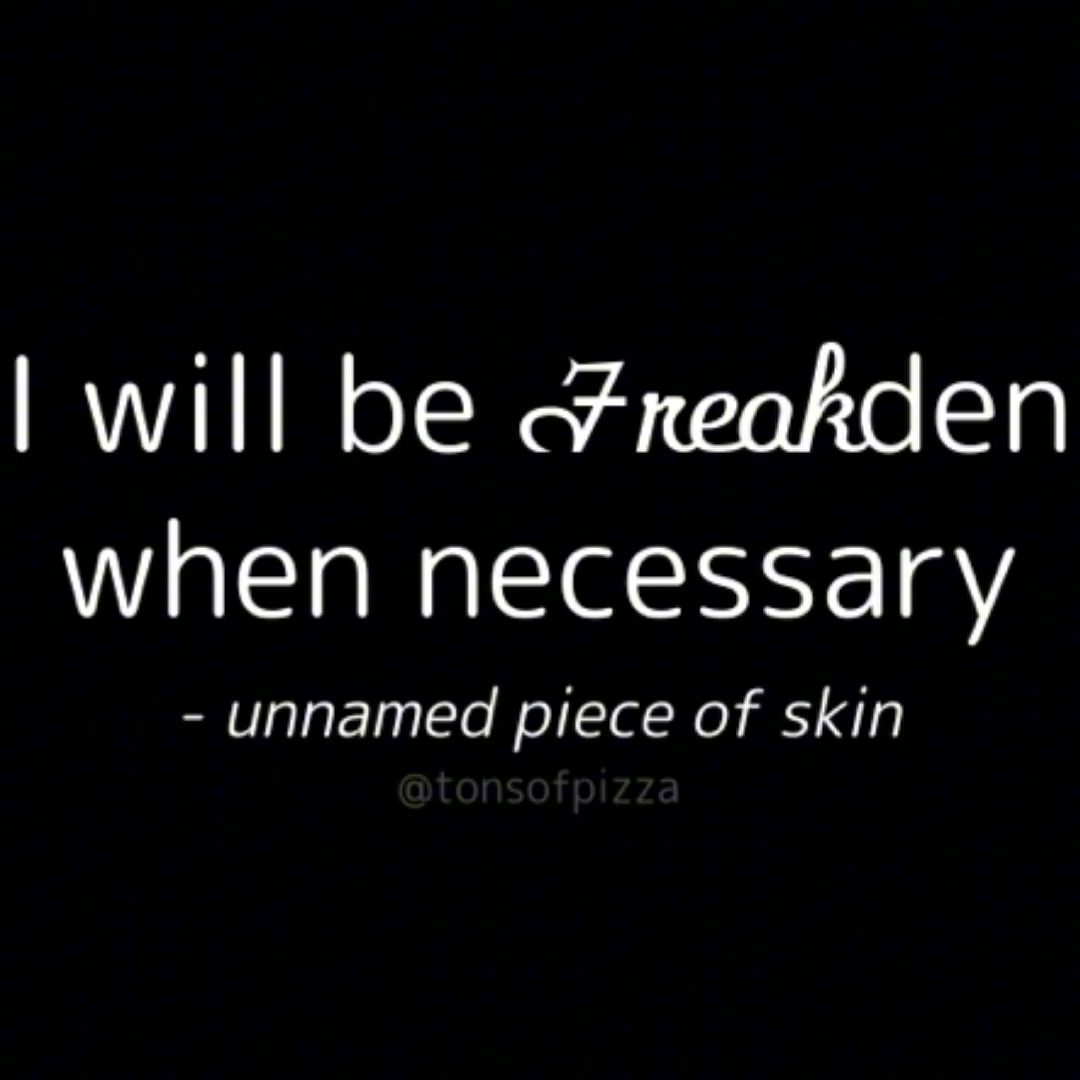 I will be Freakden
when necessary
- unnamed piece of skin
@tonsofpizza